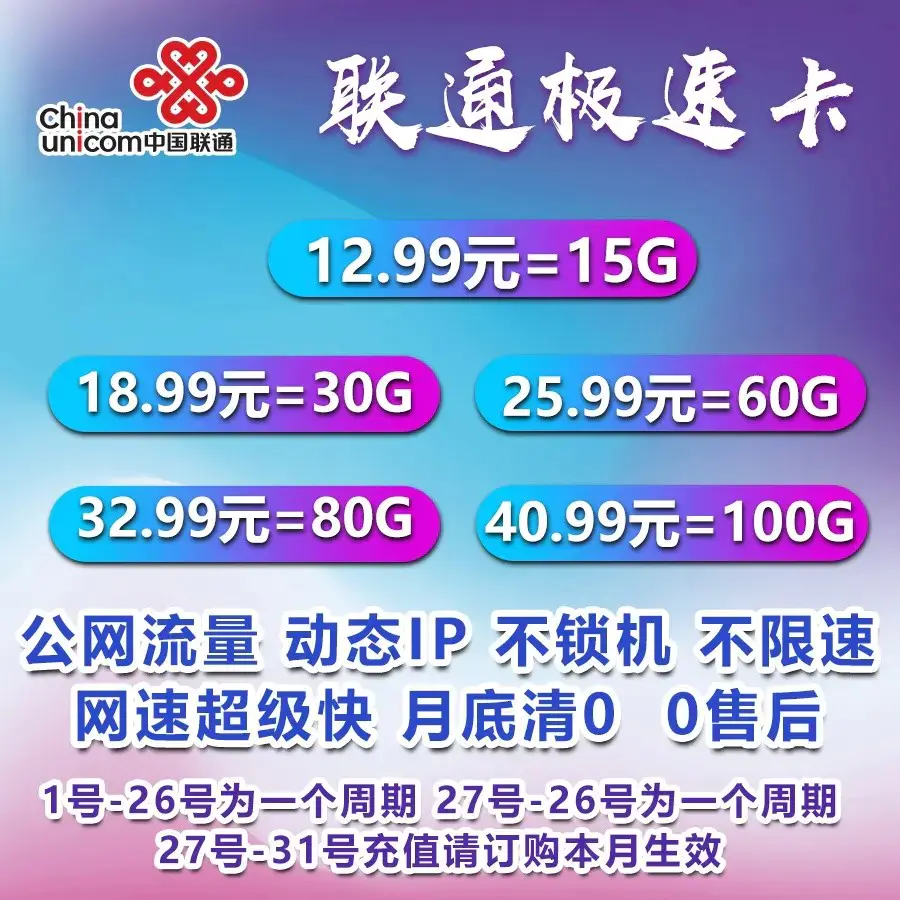 China
unicom中国联通
联通极速卡
12.99元=15G
18.99元=30G
25.99元=60G
32.99元=80G
40.99元=100G
公网流量 动态IP 不锁机 不限速
网速超级快 月底清0 0售后
1号-26号为一个周期 27号-26号为一个周期
27号-31号充值请订购本月生效